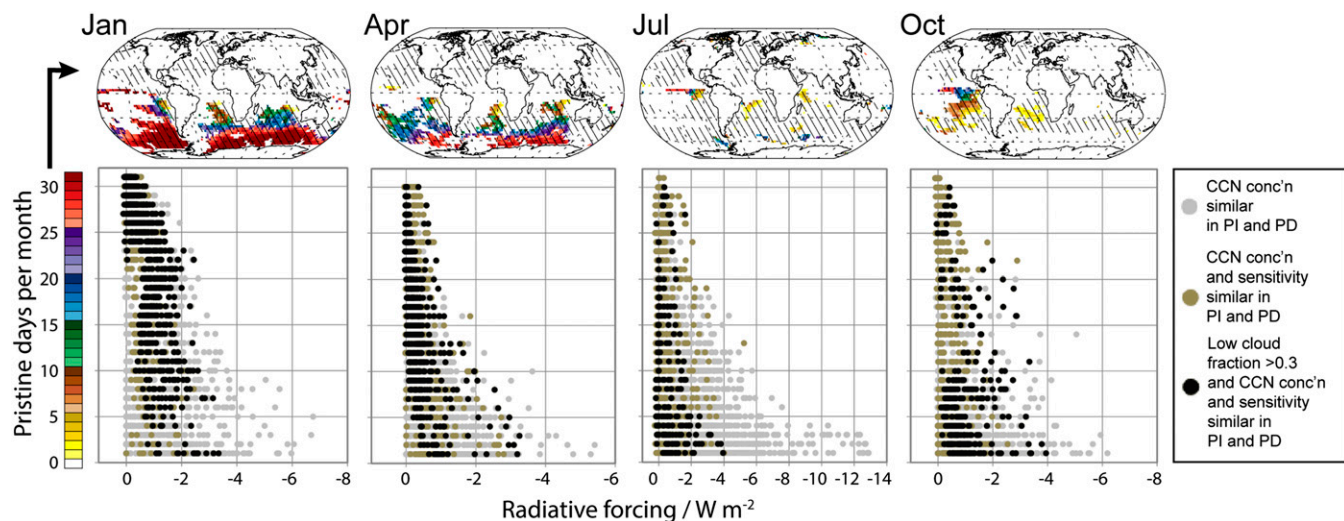 Jan Apr Jul Oct
Pristine days per month
30
25
20
15
10
5
0
0 -2 -4 -6 -8
0 -2 -4 -6 -8
0 -2 -4 -6 -8 -10 -12 -14
0 -2 -4 -6 -8
Radiative forcing / W m⁻²
CCN conc'n
similar
in PI and PD
CCN conc'n
and sensitivity
similar in
PI and PD
Low cloud
fraction >0.3
and CCN conc'n
and sensitivity
similar in
PI and PD